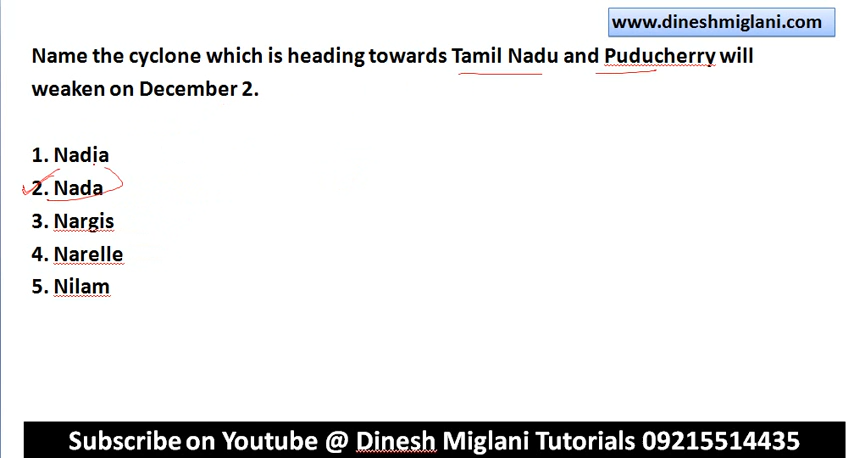 www.dineshmiglani.com
Name the cyclone which is heading towards Tamil Nadu and Puducherry will
weaken on December 2.
1. Nadia
2. Nada
3. Nargis
4. Narelle
5. Nilam
Subscribe on Youtube @ Dinesh Miglani Tutorials 09215514435